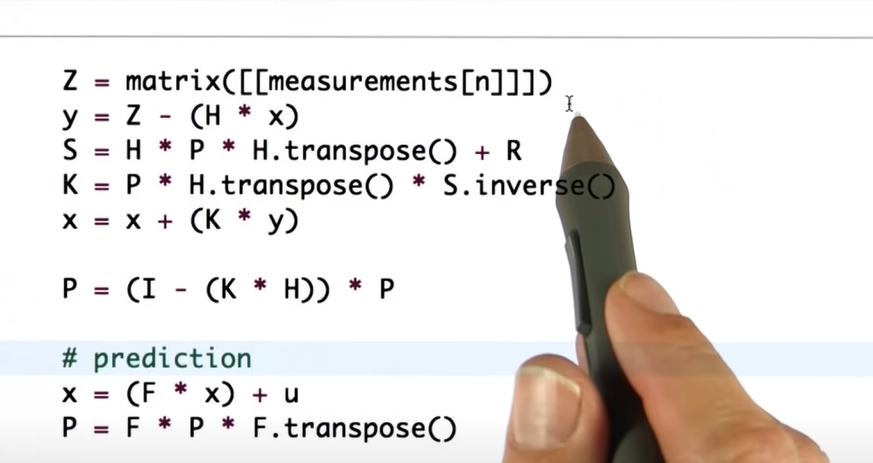 Z = matrix([[measurements[n]]])
y = Z - (H * x)
S = H * P * H.transpose() + R
K = P * H.transpose() * S.inverse()
x = x + (K * y)
P = (I - (K * H)) * P
# prediction
x = (F * x) + u
P = F * P * F.transpose()